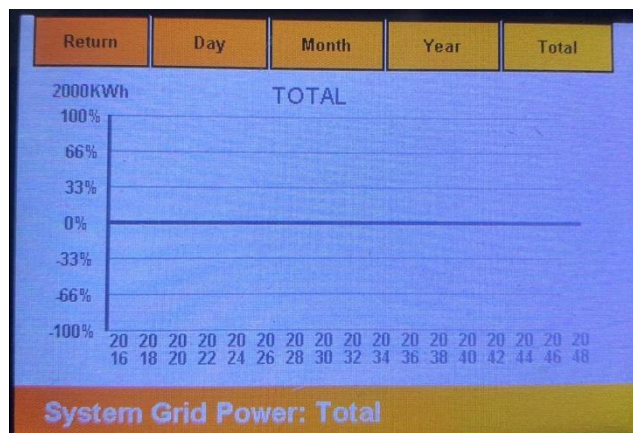 Return Day Month Year Total
2000KWh TOTAL
100%
66%
33%
0%
-33%
-66%
-100%
20 20 20 20 20 20 20 20 20 20 20 20 20 20 20 20 20
16 18 20 22 24 26 28 30 32 34 36 38 40 42 44 46 48
System Grid Power: Total